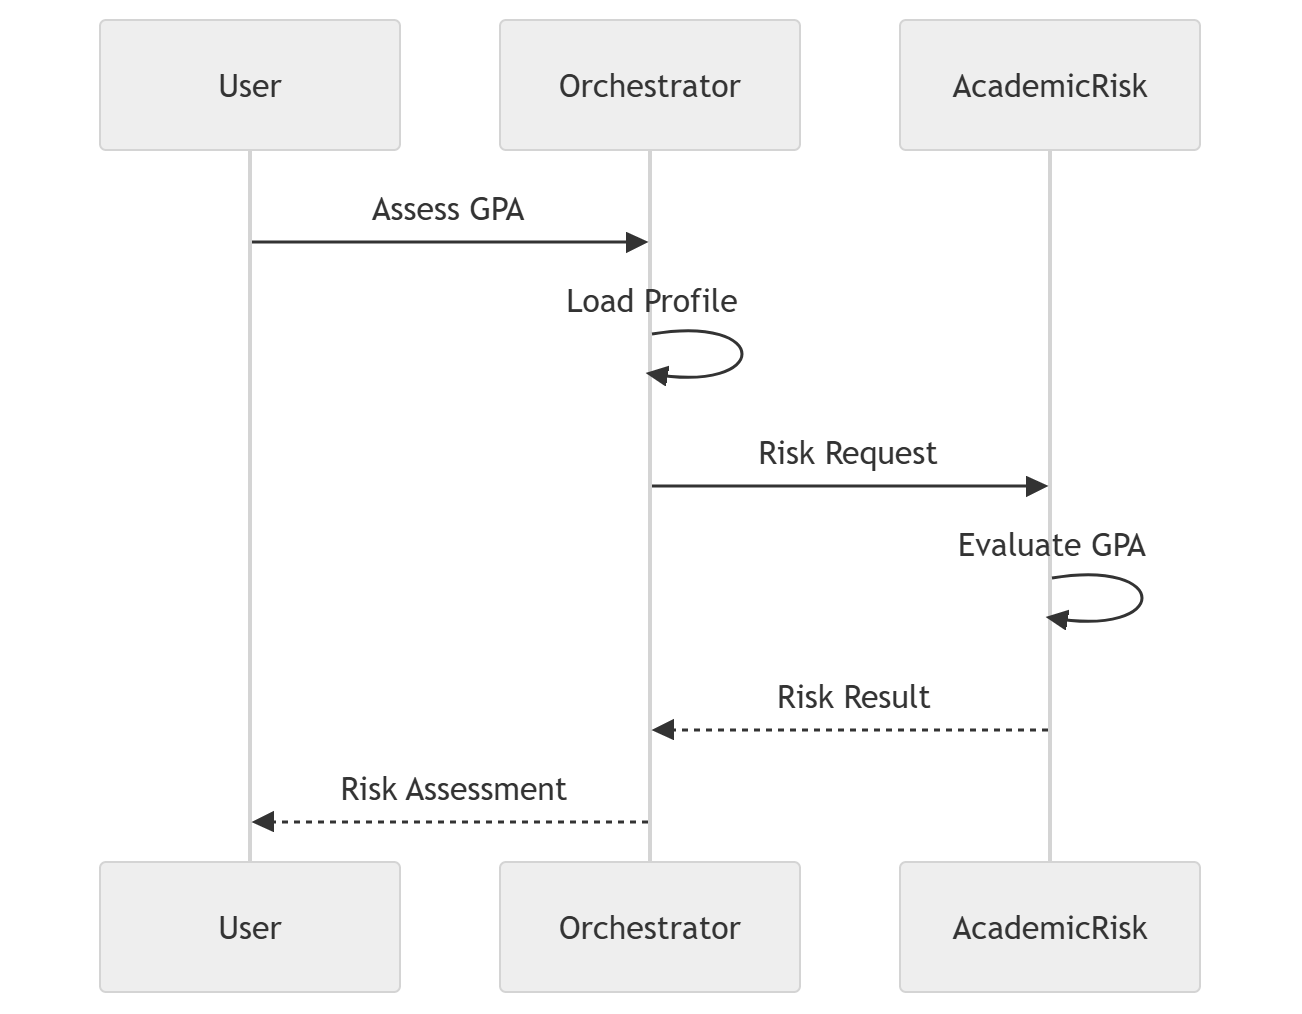 User
Orchestrator
AcademicRisk
Assess GPA
Load Profile
Risk Request
Evaluate GPA
Risk Result
Risk Assessment
User
Orchestrator
AcademicRisk